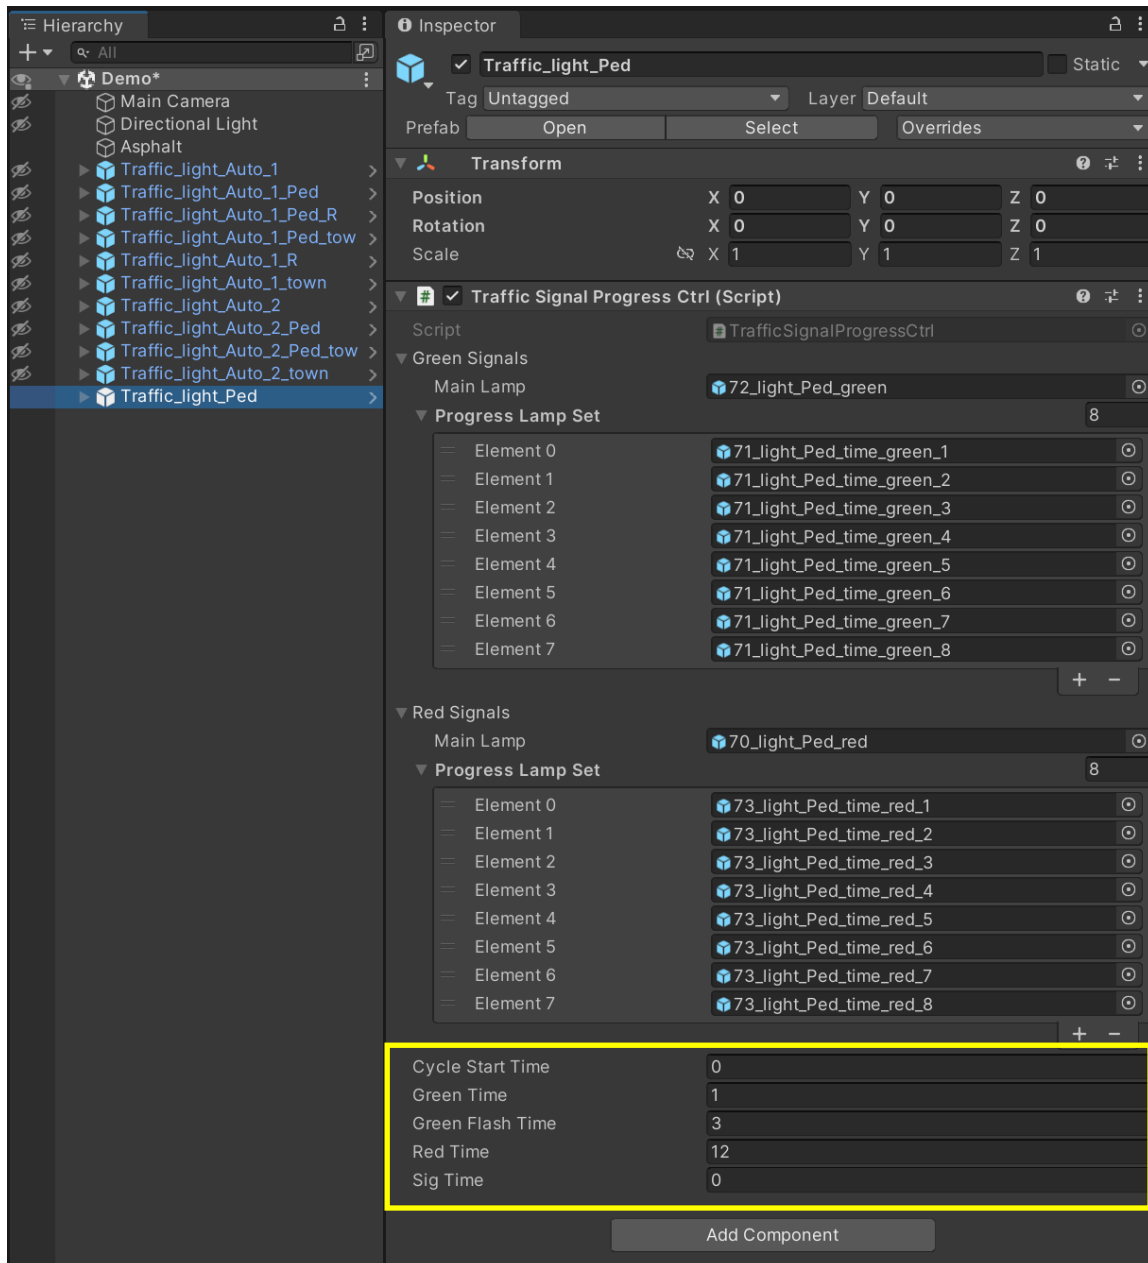 Hierarchy
All
Demo*
Main Camera
Directional Light
Asphalt
Traffic_light_Auto_1
Traffic_light_Auto_1_Ped
Traffic_light_Auto_1_Ped_R
Traffic_light_Auto_1_Ped_tow
Traffic_light_Auto_1_R
Traffic_light_Auto_1_town
Traffic_light_Auto_2
Traffic_light_Auto_2_Ped
Traffic_light_Auto_2_Ped_tow
Traffic_light_Auto_2_town
Traffic_light_Ped
Inspector
Traffic_light_Ped Static
Tag Untagged Layer Default
Prefab Open Select Overrides
Transform
Position X 0 Y 0 Z 0
Rotation X 0 Y 0 Z 0
Scale X 1 Y 1 Z 1
# Traffic Signal Progress Ctrl (Script)
Script # TrafficSignalProgressCtrl
Green Signals
Main Lamp 72_light_Ped_green
Progress Lamp Set 8
Element 0 71_light_Ped_time_green_1
Element 1 71_light_Ped_time_green_2
Element 2 71_light_Ped_time_green_3
Element 3 71_light_Ped_time_green_4
Element 4 71_light_Ped_time_green_5
Element 5 71_light_Ped_time_green_6
Element 6 71_light_Ped_time_green_7
Element 7 71_light_Ped_time_green_8
+ −
Red Signals
Main Lamp 70_light_Ped_red
Progress Lamp Set 8
Element 0 73_light_Ped_time_red_1
Element 1 73_light_Ped_time_red_2
Element 2 73_light_Ped_time_red_3
Element 3 73_light_Ped_time_red_4
Element 4 73_light_Ped_time_red_5
Element 5 73_light_Ped_time_red_6
Element 6 73_light_Ped_time_red_7
Element 7 73_light_Ped_time_red_8
+ −
Cycle Start Time 0
Green Time 1
Green Flash Time 3
Red Time 12
Sig Time 0
Add Component